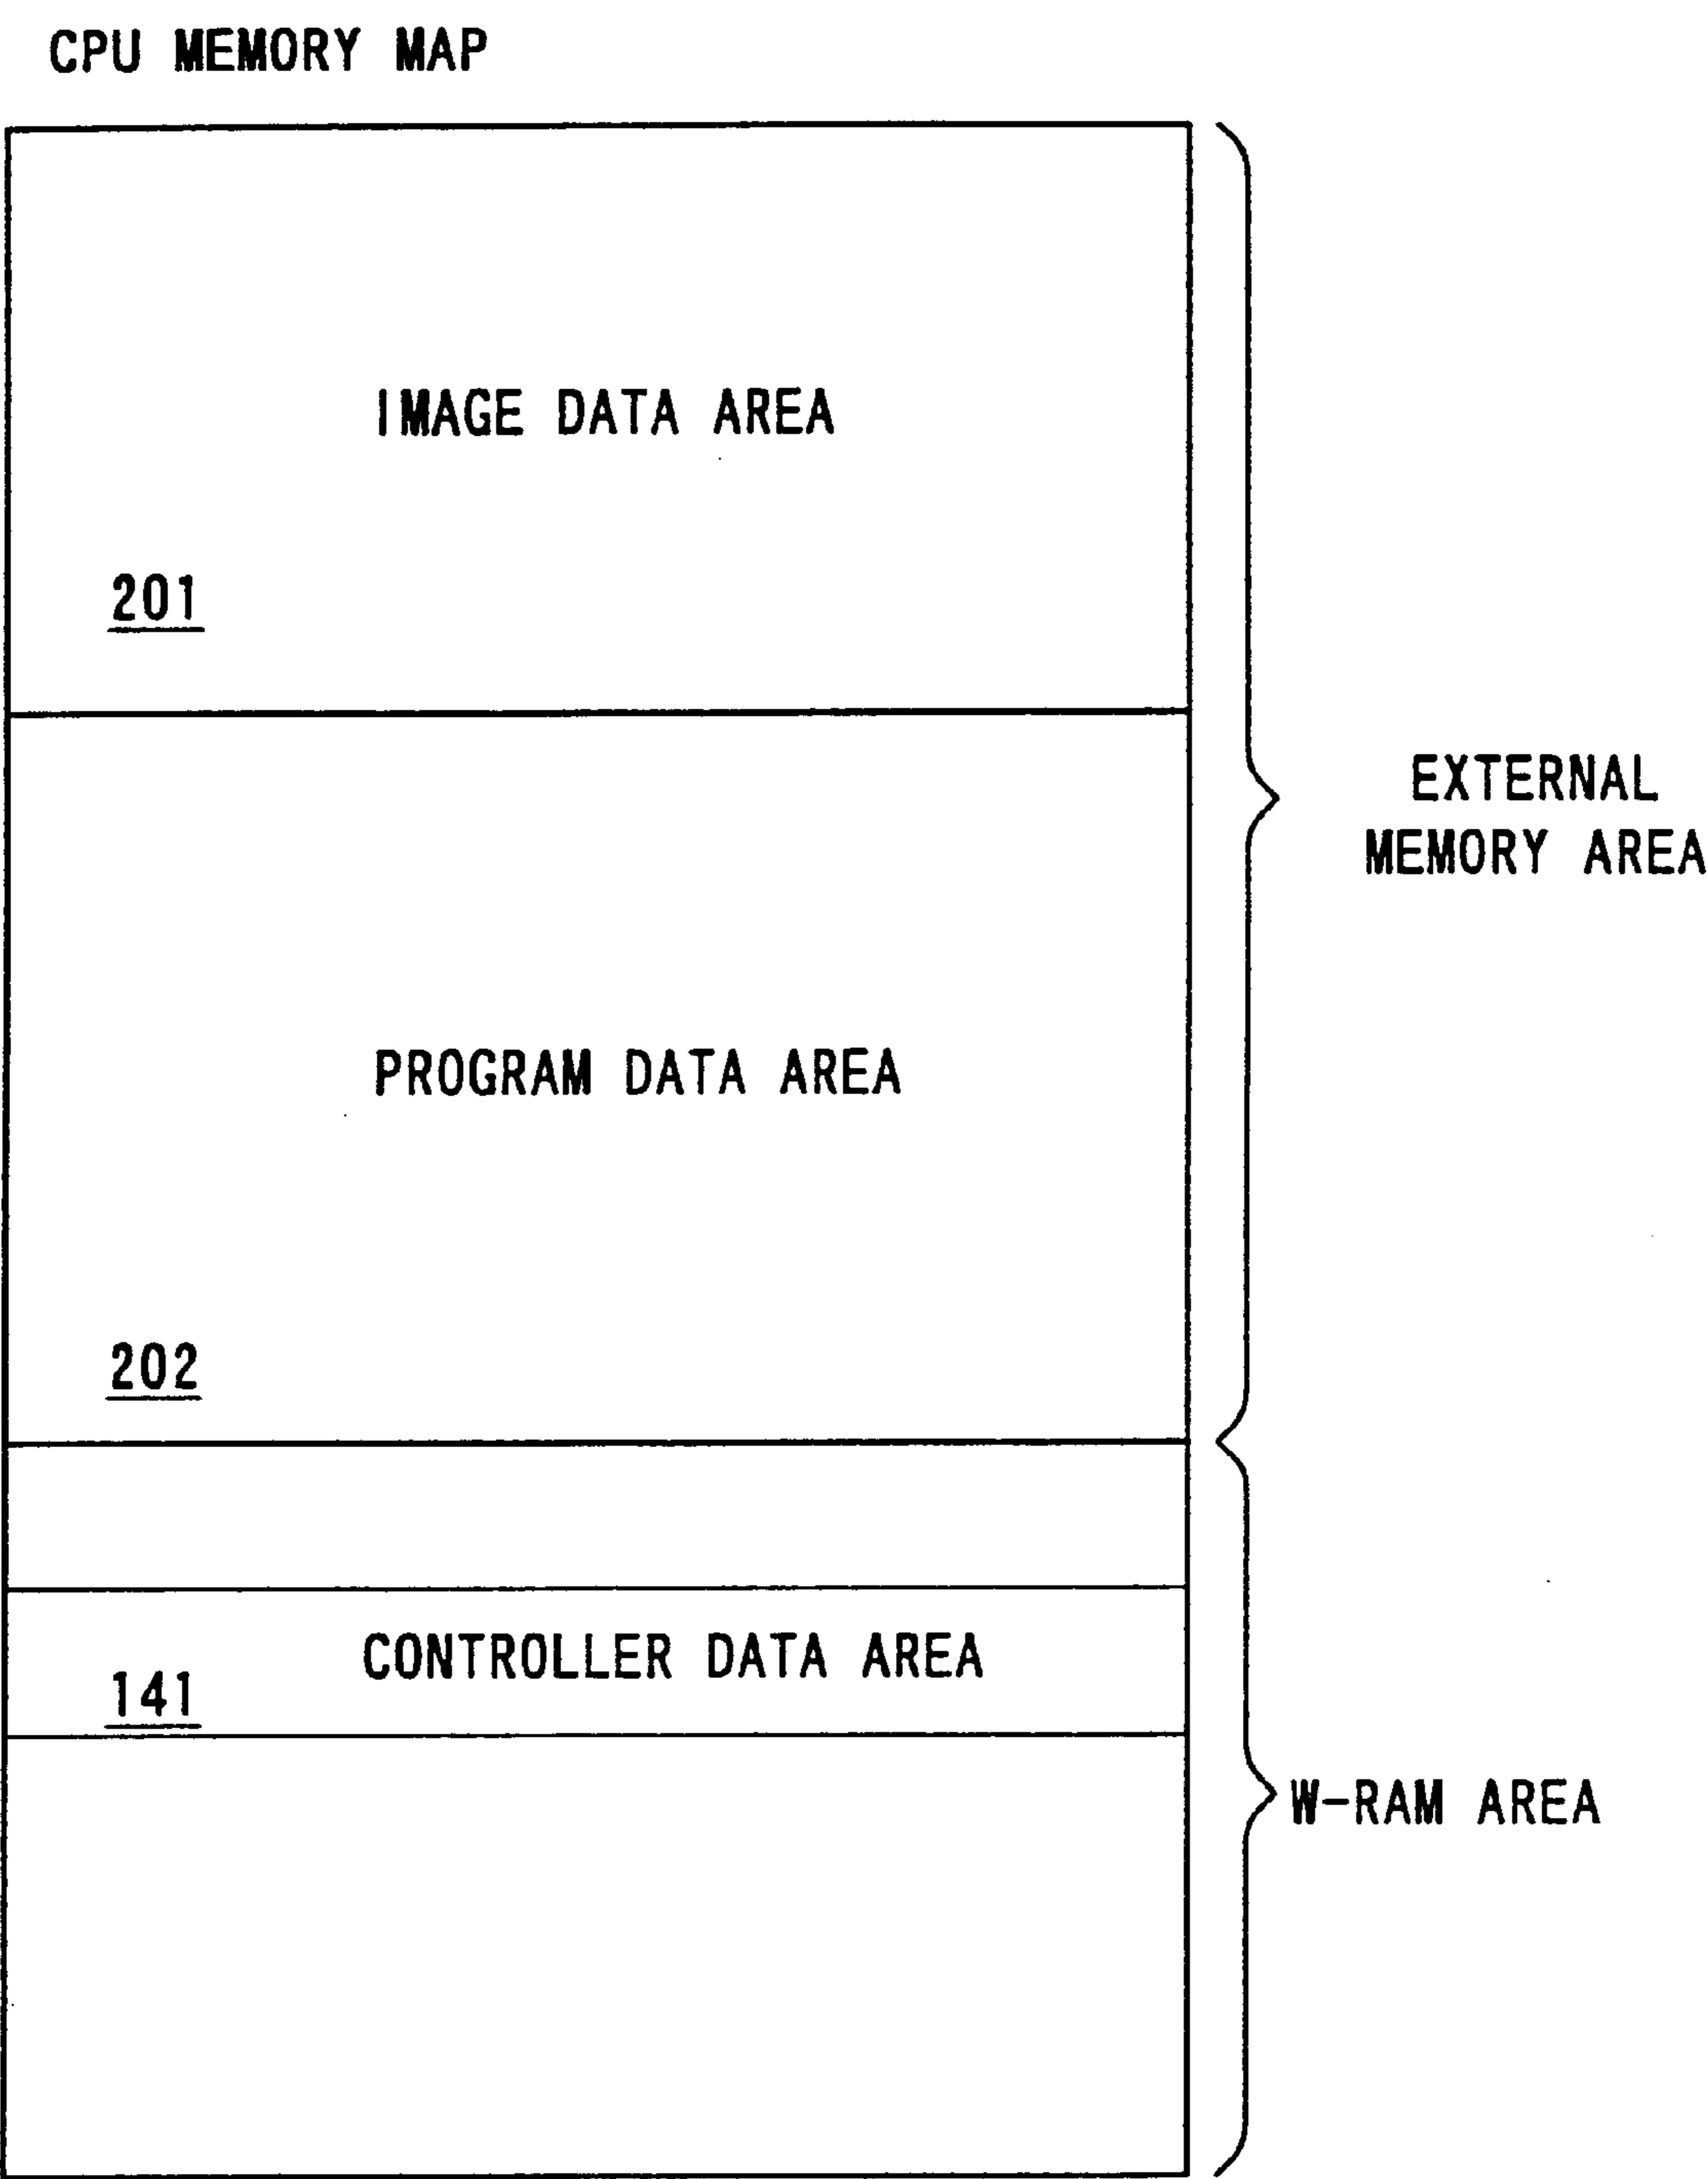 CPU MEMORY MAP
IMAGE DATA AREA
201
EXTERNAL
MEMORY AREA
PROGRAM DATA AREA
202
CONTROLLER DATA AREA
141
W-RAM AREA